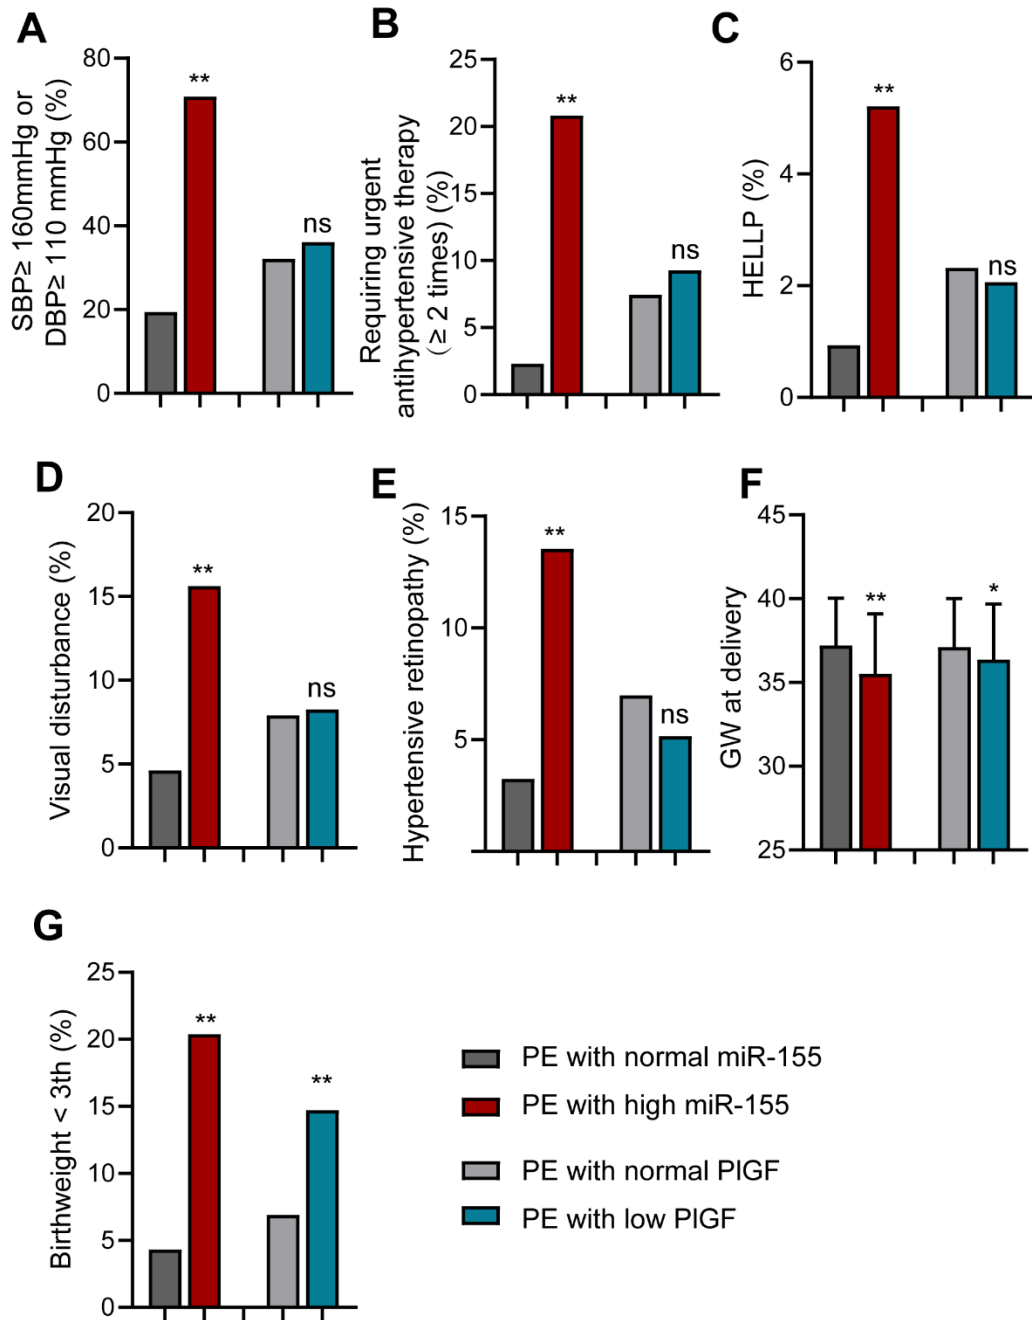 A
SBP≥ 160mmHg or
DBP≥ 110 mmHg (%)
80
60
40
20
0
**
ns
B
Requiring urgent
antihypertensive therapy
(≥ 2 times) (%)
25
20
15
10
5
0
**
ns
C
HELLP (%)
6
4
2
0
**
ns
D
Visual disturbance (%)
20
15
10
5
0
**
ns
E
Hypertensive retinopathy (%)
15
10
5
**
ns
F
GW at delivery
45
40
35
30
25
**
*
G
Birthweight < 3th (%)
25
20
15
10
5
0
**
**
PE with normal miR-155
PE with high miR-155
PE with normal PlGF
PE with low PlGF